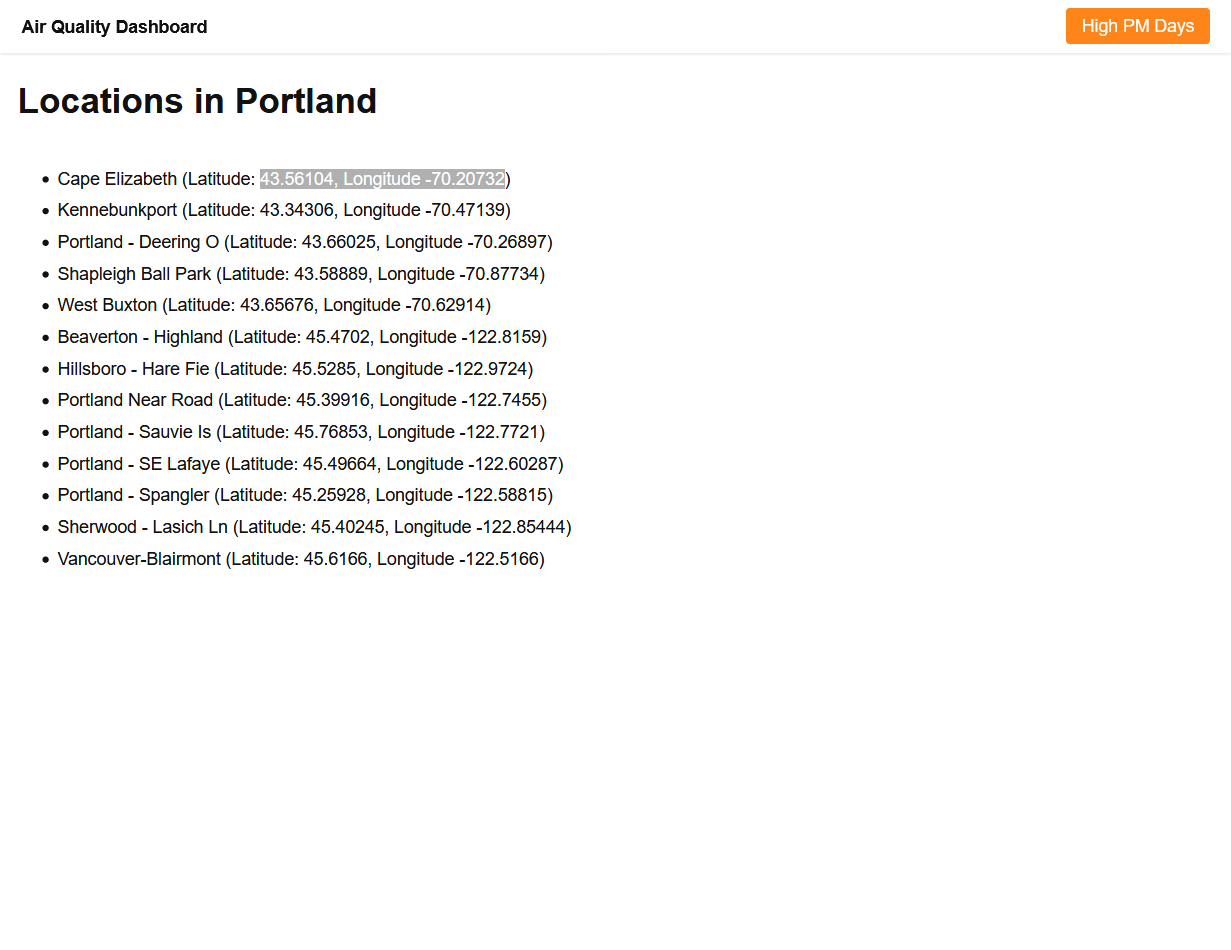 Air Quality Dashboard
High PM Days
Locations in Portland
Cape Elizabeth (Latitude: 43.56104, Longitude -70.20732)
Kennebunkport (Latitude: 43.34306, Longitude -70.47139)
Portland - Deering O (Latitude: 43.66025, Longitude -70.26897)
Shapleigh Ball Park (Latitude: 43.58889, Longitude -70.87734)
West Buxton (Latitude: 43.65676, Longitude -70.62914)
Beaverton - Highland (Latitude: 45.4702, Longitude -122.8159)
Hillsboro - Hare Fie (Latitude: 45.5285, Longitude -122.9724)
Portland Near Road (Latitude: 45.39916, Longitude -122.7455)
Portland - Sauvie Is (Latitude: 45.76853, Longitude -122.7721)
Portland - SE Lafaye (Latitude: 45.49664, Longitude -122.60287)
Portland - Spangler (Latitude: 45.25928, Longitude -122.58815)
Sherwood - Lasich Ln (Latitude: 45.40245, Longitude -122.85444)
Vancouver-Blairmont (Latitude: 45.6166, Longitude -122.5166)